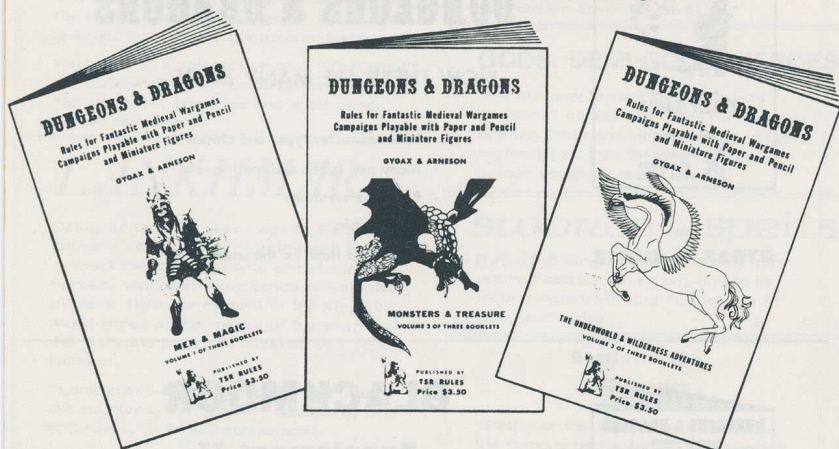 DUNGEONS & DRAGONS
Rules for Fantastic Medieval Wargames
Campaigns Playable with Paper and Pencil
and Miniature Figures
GYGAX & ARNESON
MEN & MAGIC
VOLUME 1 OF THREE BOOKLETS
PUBLISHED BY
TSR RULES
Price $3.50
DUNGEONS & DRAGONS
Rules for Fantastic Medieval Wargames
Campaigns Playable with Paper and Pencil
and Miniature Figures
GYGAX & ARNESON
MONSTERS & TREASURE
VOLUME 2 OF THREE BOOKLETS
PUBLISHED BY
TSR RULES
Price $3.50
DUNGEONS & DRAGONS
Rules for Fantastic Medieval Wargames
Campaigns Playable with Paper and Pencil
and Miniature Figures
GYGAX & ARNESON
THE UNDERWORLD & WILDERNESS ADVENTURES
VOLUME 3 OF THREE BOOKLETS
PUBLISHED BY
TSR RULES
Price $3.50